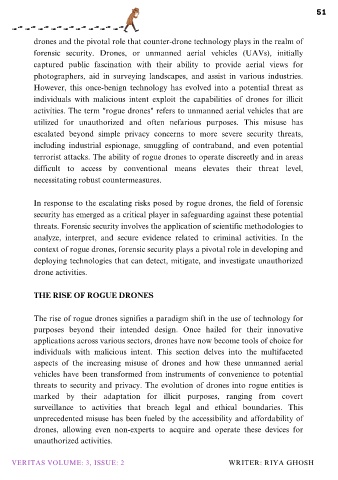 51
drones and the pivotal role that counter-drone technology plays in the realm of
forensic security. Drones, or unmanned aerial vehicles (UAVs), initially
captured public fascination with their ability to provide aerial views for
photographers, aid in surveying landscapes, and assist in various industries.
However, this once-benign technology has evolved into a potential threat as
individuals with malicious intent exploit the capabilities of drones for illicit
activities. The term "rogue drones" refers to unmanned aerial vehicles that are
utilized for unauthorized and often nefarious purposes. This misuse has
escalated beyond simple privacy concerns to more severe security threats,
including industrial espionage, smuggling of contraband, and even potential
terrorist attacks. The ability of rogue drones to operate discreetly and in areas
difficult to access by conventional means elevates their threat level,
necessitating robust countermeasures.
In response to the escalating risks posed by rogue drones, the field of forensic
security has emerged as a critical player in safeguarding against these potential
threats. Forensic security involves the application of scientific methodologies to
analyze, interpret, and secure evidence related to criminal activities. In the
context of rogue drones, forensic security plays a pivotal role in developing and
deploying technologies that can detect, mitigate, and investigate unauthorized
drone activities.
THE RISE OF ROGUE DRONES
The rise of rogue drones signifies a paradigm shift in the use of technology for
purposes beyond their intended design. Once hailed for their innovative
applications across various sectors, drones have now become tools of choice for
individuals with malicious intent. This section delves into the multifaceted
aspects of the increasing misuse of drones and how these unmanned aerial
vehicles have been transformed from instruments of convenience to potential
threats to security and privacy. The evolution of drones into rogue entities is
marked by their adaptation for illicit purposes, ranging from covert
surveillance to activities that breach legal and ethical boundaries. This
unprecedented misuse has been fueled by the accessibility and affordability of
drones, allowing even non-experts to acquire and operate these devices for
unauthorized activities.
VERITAS VOLUME: 3, ISSUE: 2
WRITER: RIYA GHOSH